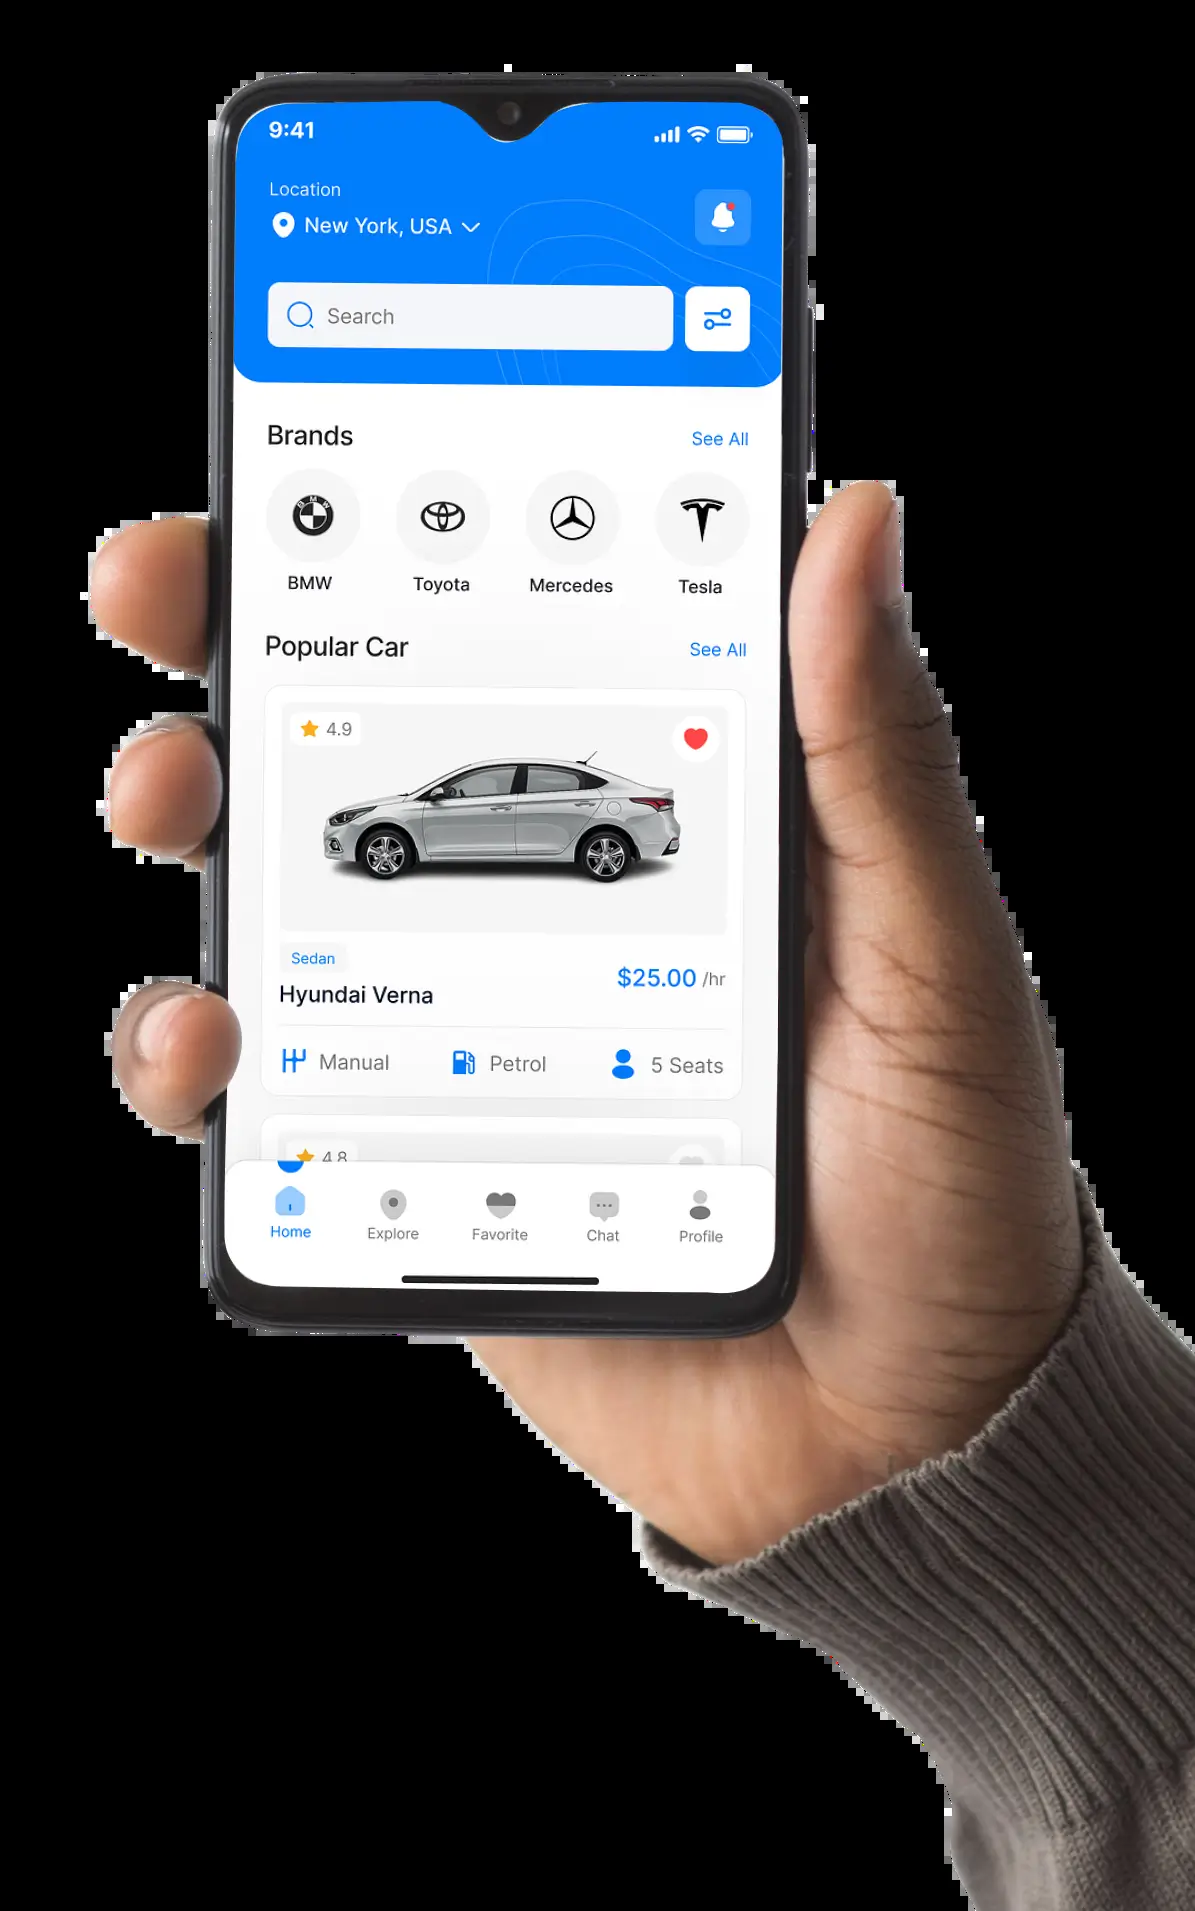 9:41
Location
New York, USA
Search
Brands
See All
BMW
BMW
Toyota
Mercedes
Tesla
Popular Car
See All
4.9
Sedan
Hyundai Verna
$25.00 /hr
Manual
Petrol
5 Seats
4.8
Home
Explore
Favorite
Chat
Profile